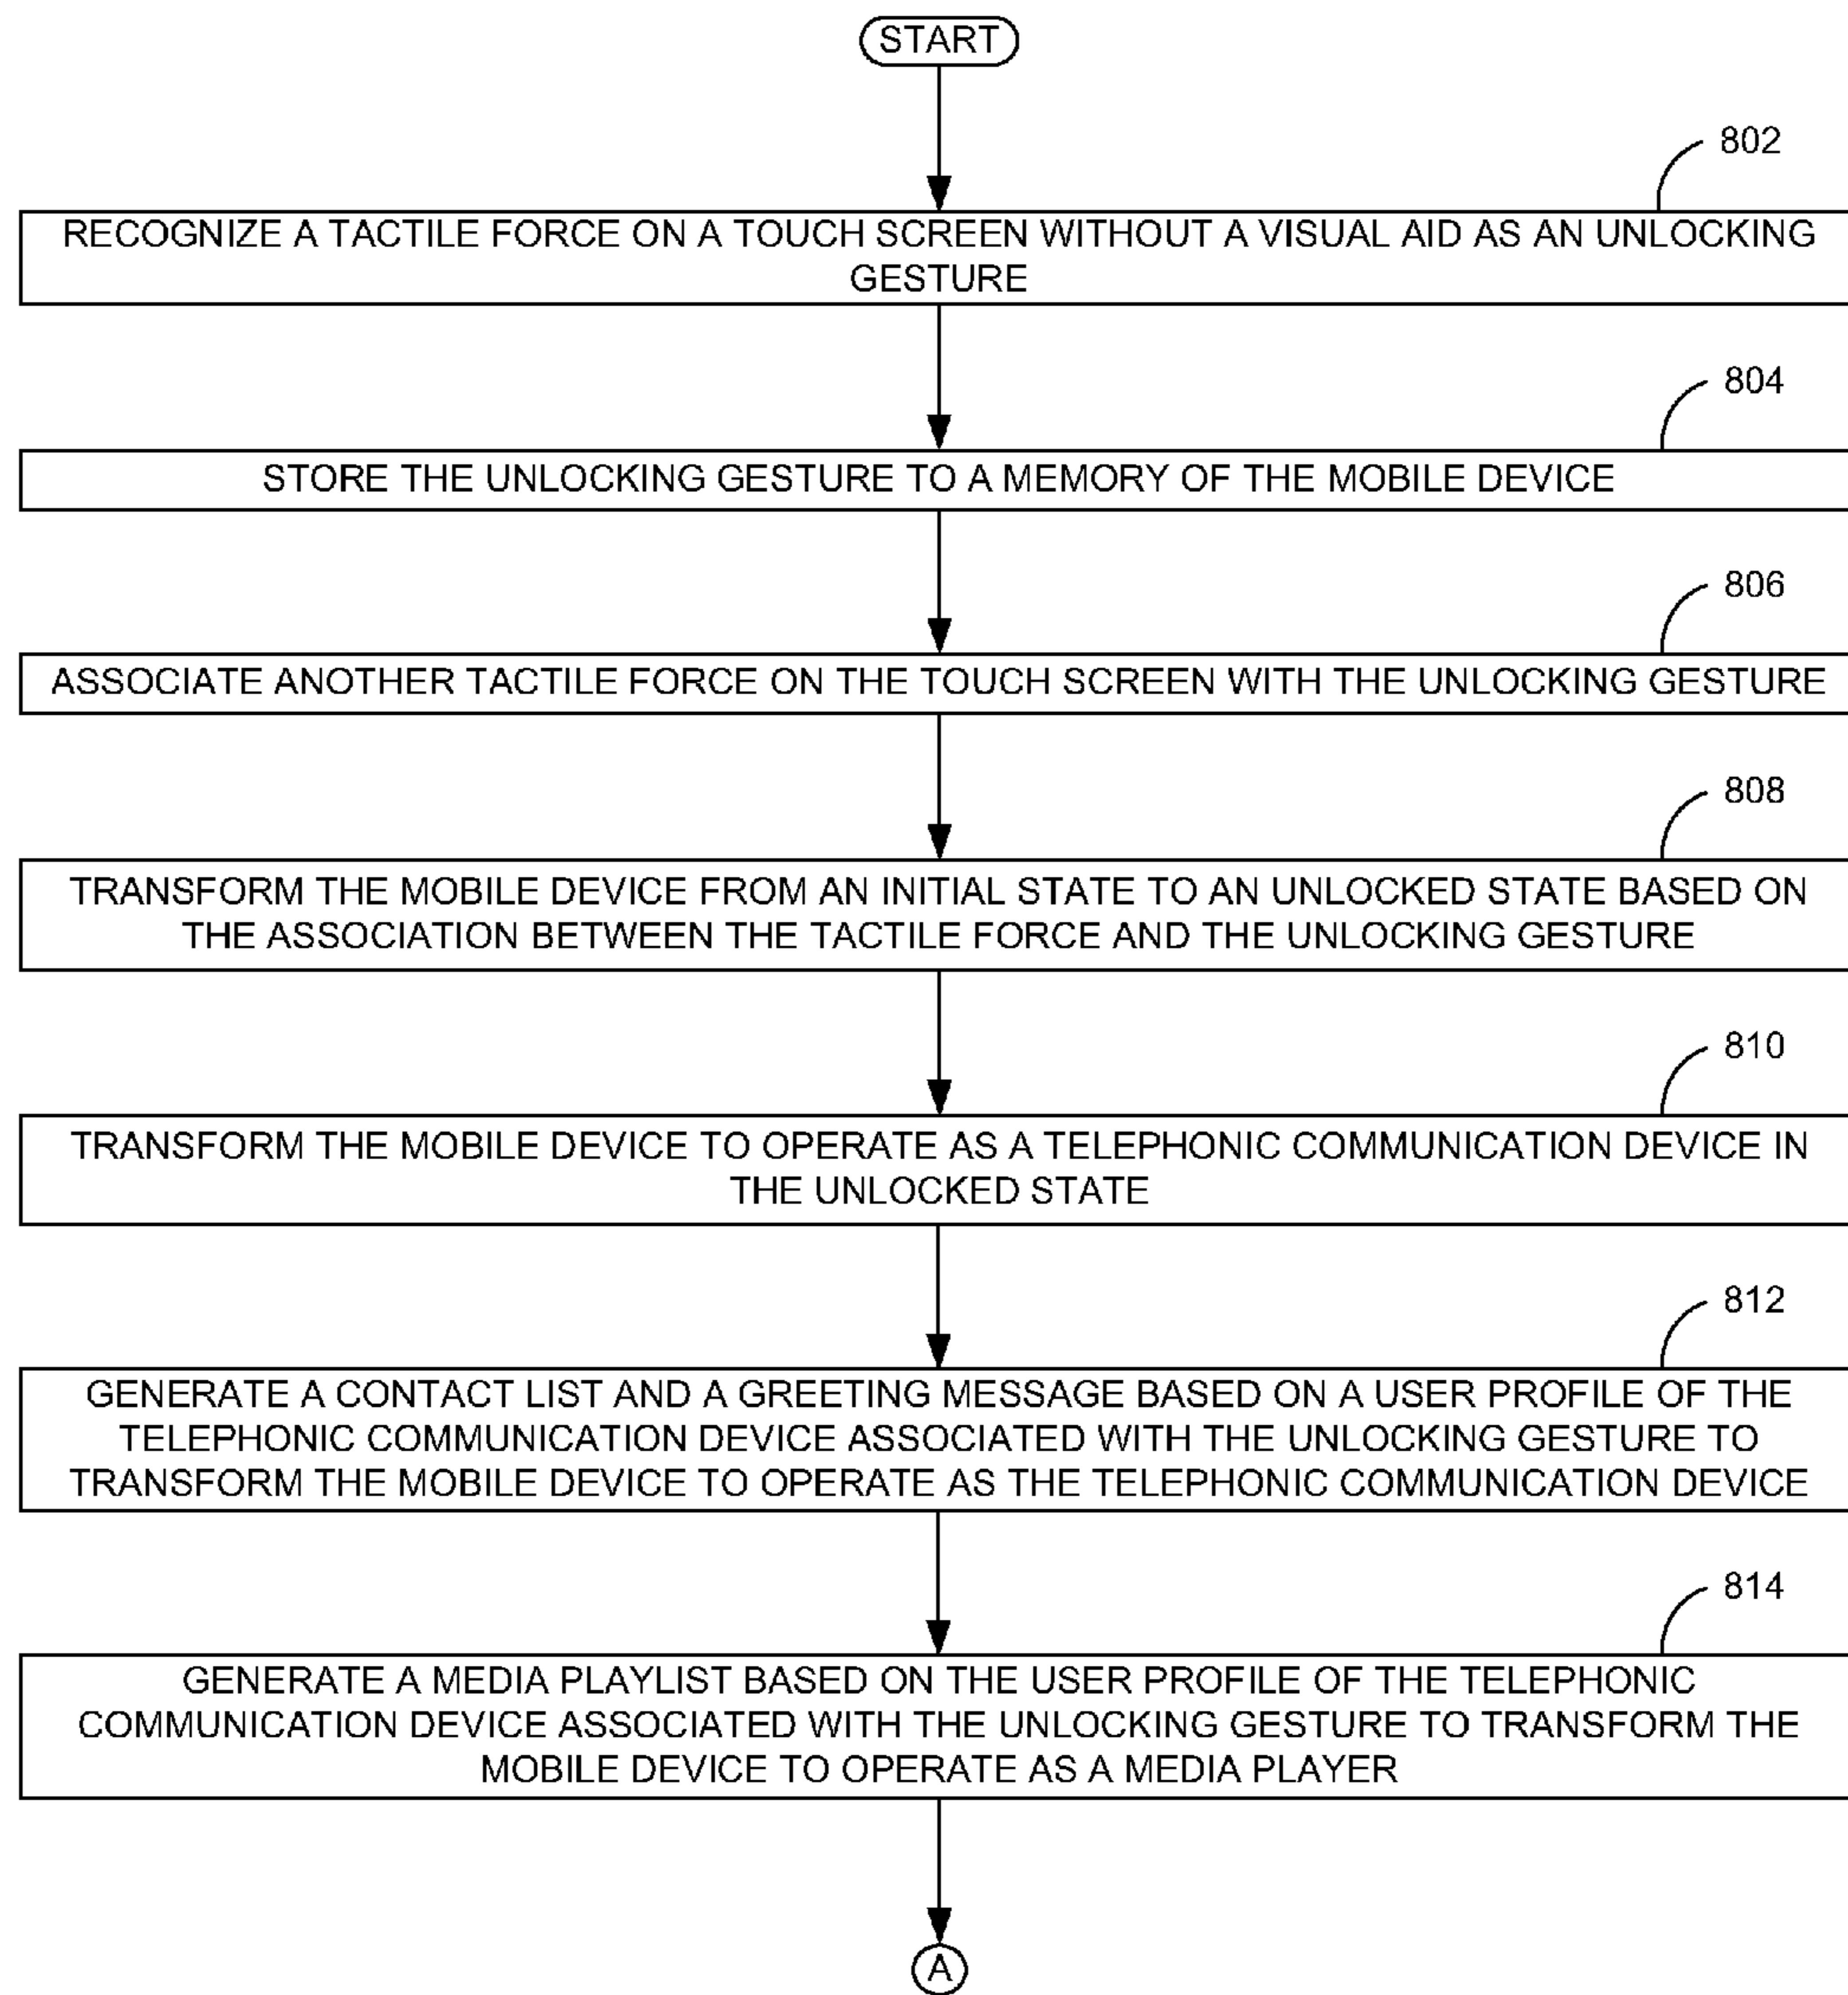 START
802
RECOGNIZE A TACTILE FORCE ON A TOUCH SCREEN WITHOUT A VISUAL AID AS AN UNLOCKING
GESTURE
804
STORE THE UNLOCKING GESTURE TO A MEMORY OF THE MOBILE DEVICE
806
ASSOCIATE ANOTHER TACTILE FORCE ON THE TOUCH SCREEN WITH THE UNLOCKING GESTURE
808
TRANSFORM THE MOBILE DEVICE FROM AN INITIAL STATE TO AN UNLOCKED STATE BASED ON
THE ASSOCIATION BETWEEN THE TACTILE FORCE AND THE UNLOCKING GESTURE
810
TRANSFORM THE MOBILE DEVICE TO OPERATE AS A TELEPHONIC COMMUNICATION DEVICE IN
THE UNLOCKED STATE
812
GENERATE A CONTACT LIST AND A GREETING MESSAGE BASED ON A USER PROFILE OF THE
TELEPHONIC COMMUNICATION DEVICE ASSOCIATED WITH THE UNLOCKING GESTURE TO
TRANSFORM THE MOBILE DEVICE TO OPERATE AS THE TELEPHONIC COMMUNICATION DEVICE
814
GENERATE A MEDIA PLAYLIST BASED ON THE USER PROFILE OF THE TELEPHONIC
COMMUNICATION DEVICE ASSOCIATED WITH THE UNLOCKING GESTURE TO TRANSFORM THE
MOBILE DEVICE TO OPERATE AS A MEDIA PLAYER
A